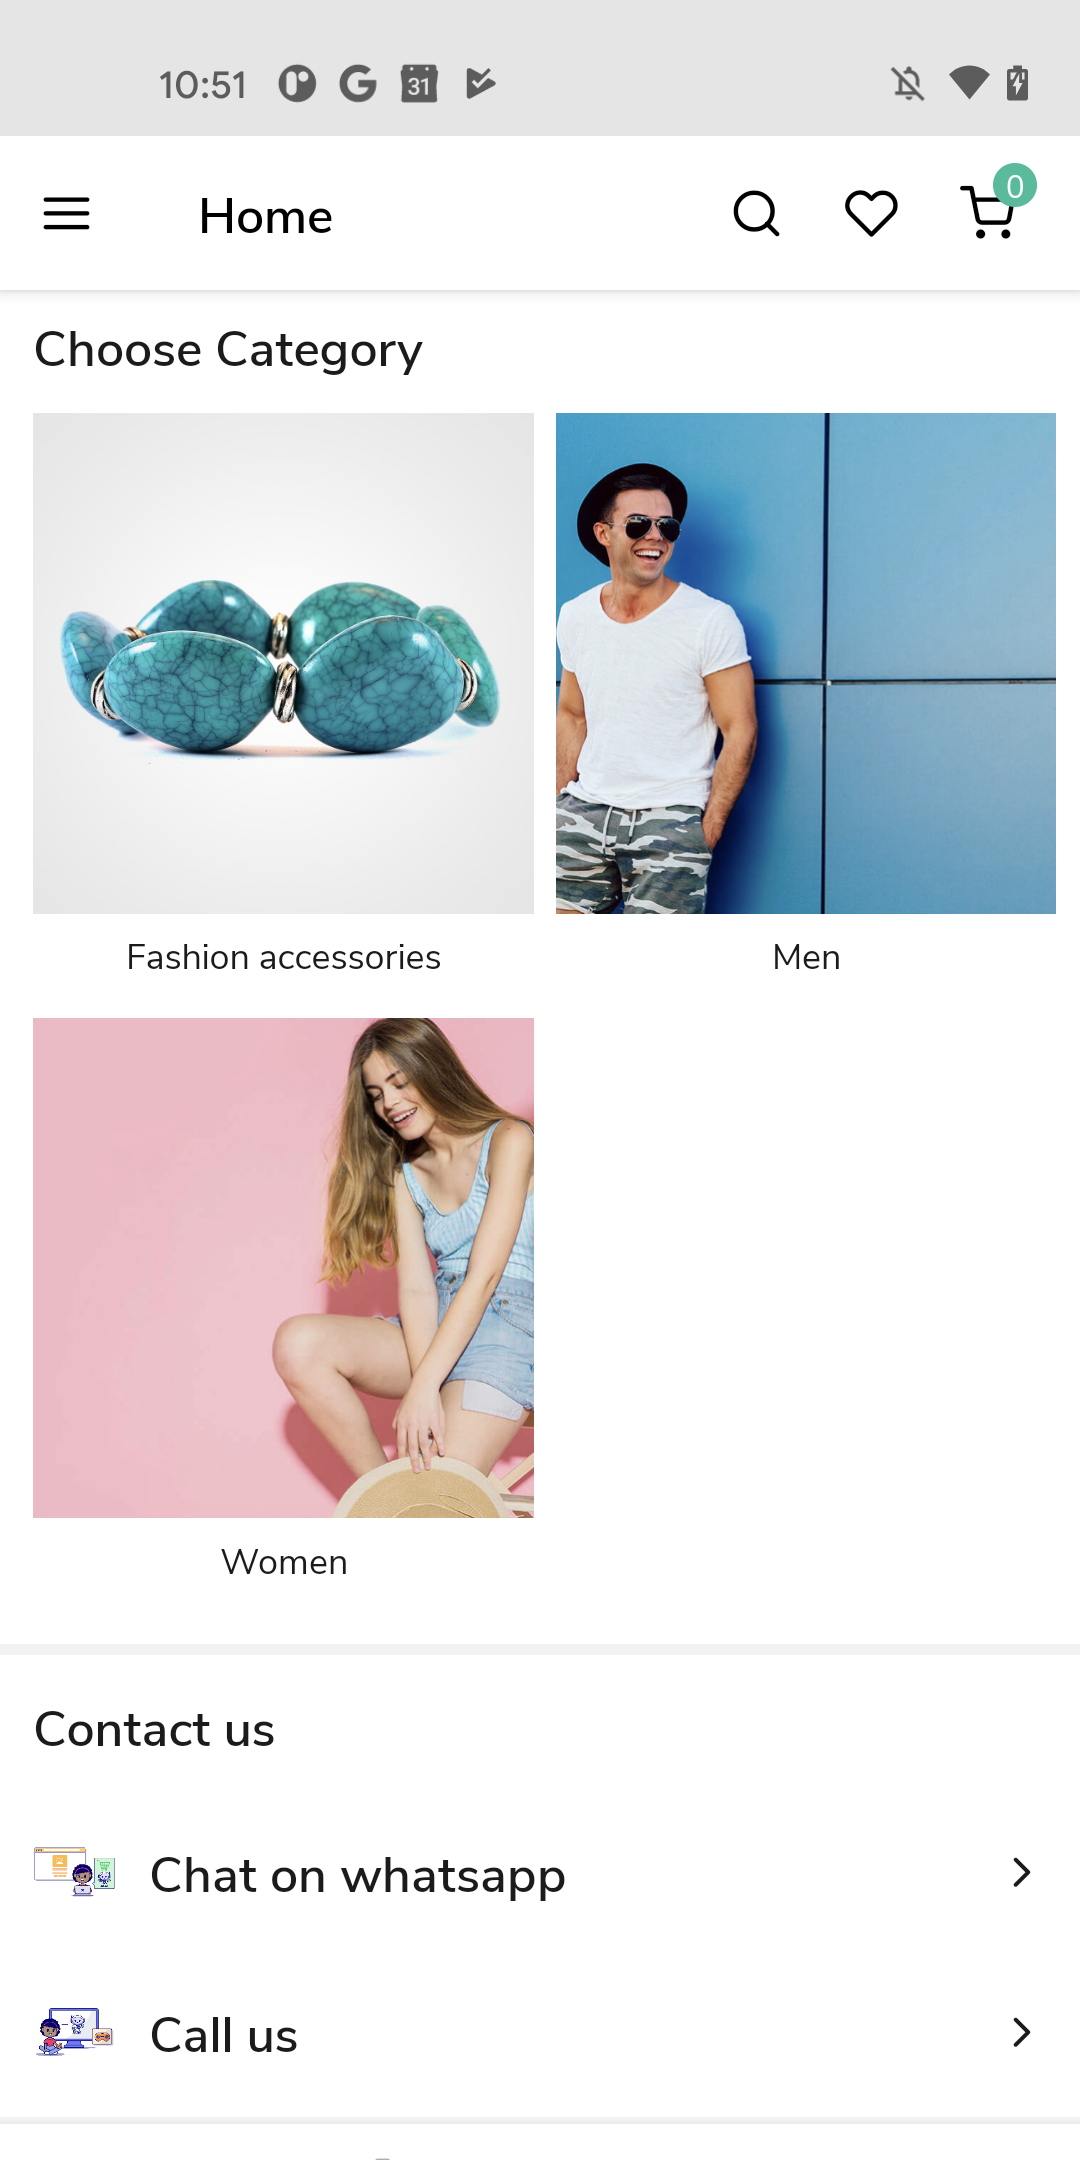 10:51
31
Home
0
Choose Category
Fashion accessories
Men
Women
Contact us
Chat on whatsapp
Call us